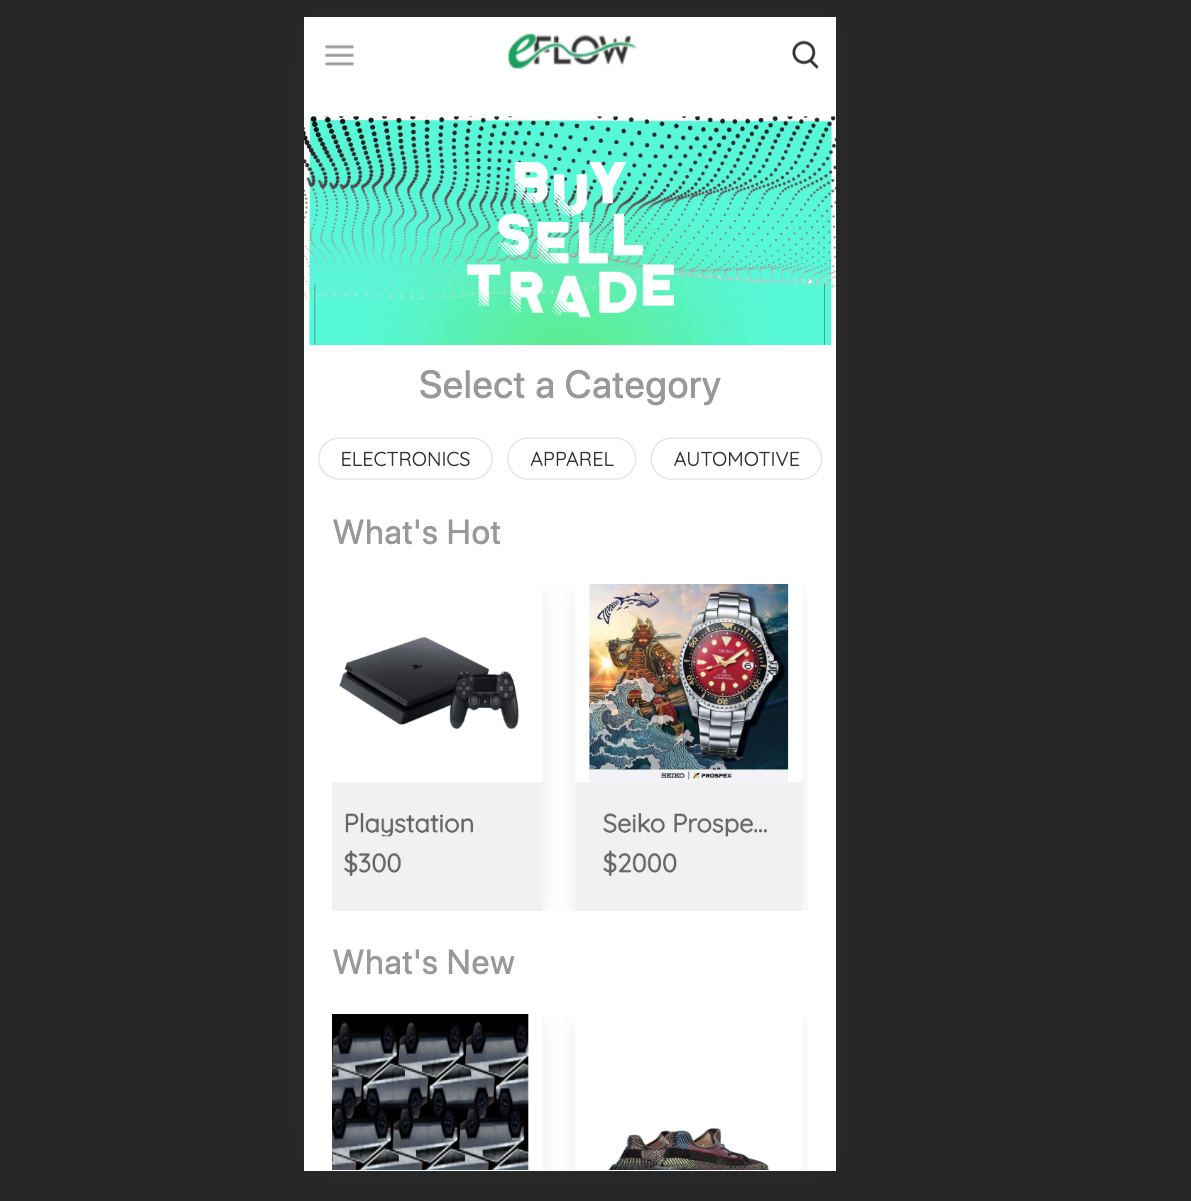 eFLOW
BUY
SELL
TRADE
Select a Category
ELECTRONICS
APPAREL
AUTOMOTIVE
What's Hot
SEIKO
SEIKO | PROSPEX
Playstation
$300
Seiko Prospe...
$2000
What's New